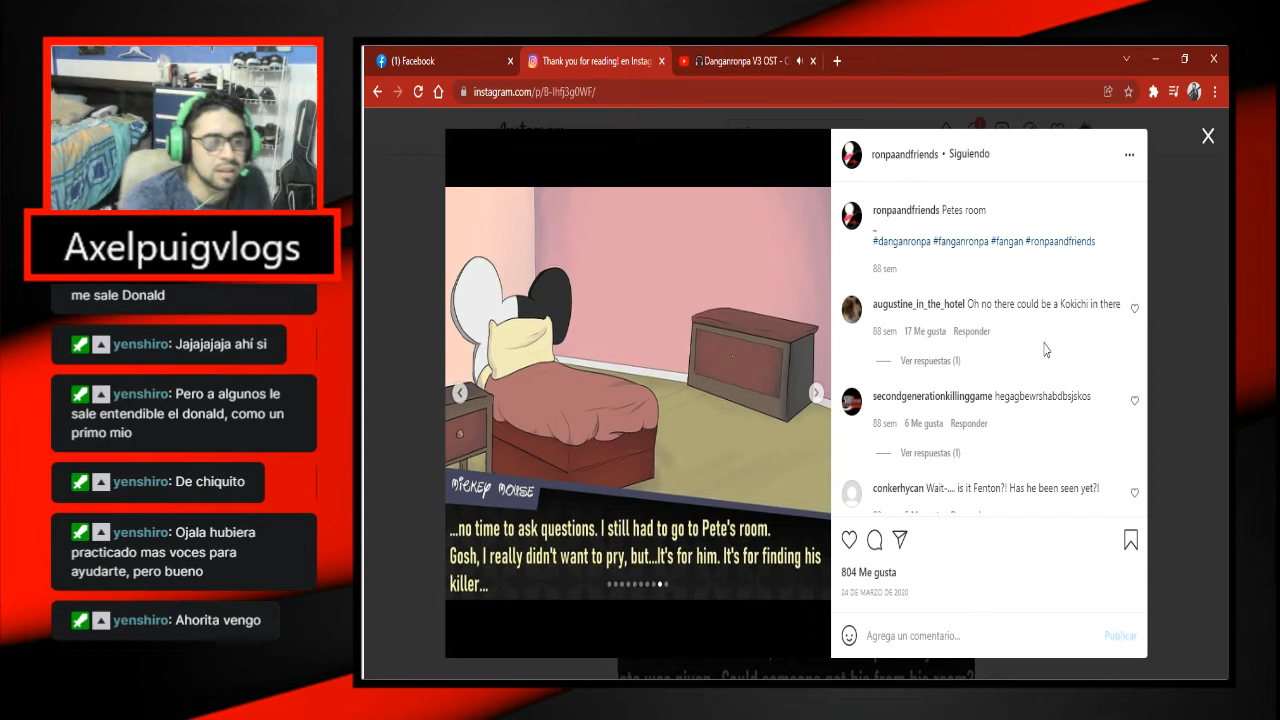 Axelpuigvlogs
me sale Donald
yenshiro: Jajajajaja ahí si
yenshiro: Pero a algunos le
sale entendible el donald, como un
primo mio
yenshiro: De chiquito
yenshiro: Ojala hubiera
practicado mas voces para
ayudarte, pero bueno
yenshiro: Ahorita vengo
(1) Facebook
Thank you for reading! en Instag
Danganronpa V3 OST - C
instagram.com/p/B-Ihfj3g0WF/
MICKEY MOUSE
...no time to ask questions. I still had to go to Pete's room.
Gosh, I really didn't want to pry, but...It's for him. It's for finding his
killer...
ronpaandfriends • Siguiendo
ronpaandfriends Petes room
_
#danganronpa #fanganronpa #fangan #ronpaandfriends
88 sem
augustine_in_the_hotel Oh no there could be a Kokichi in there
88 sem 17 Me gusta Responder
Ver respuestas (1)
secondgenerationkillinggame hegagbewrshabdbsjskos
88 sem 6 Me gusta Responder
Ver respuestas (1)
conkerhycan Wait-.... is it Fenton?! Has he been seen yet?!
804 Me gusta
24 DE MARZO DE 2020
Agrega un comentario...
Publicar